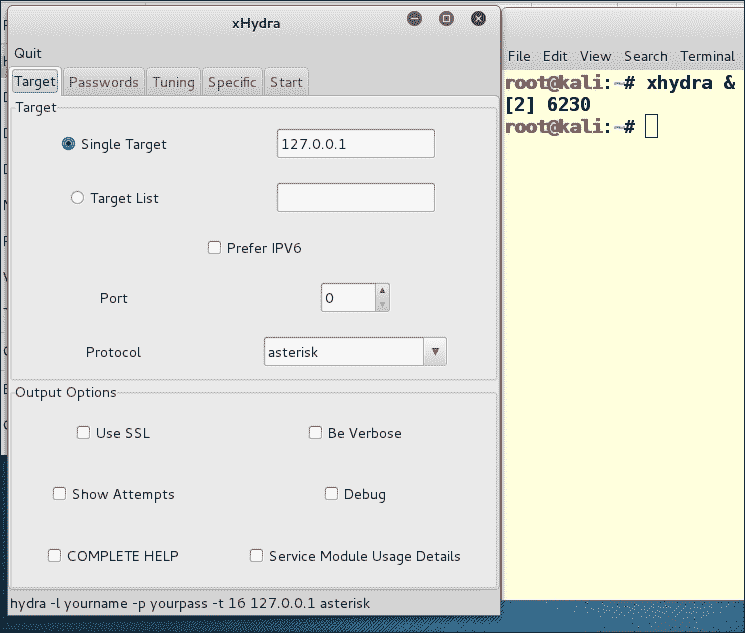 xHydra
Quit
Target Passwords Tuning Specific Start
Target
Single Target 127.0.0.1
Target List
Prefer IPV6
Port 0
Protocol asterisk
Output Options
Use SSL Be Verbose
Show Attempts Debug
COMPLETE HELP Service Module Usage Details
hydra -l yourname -p yourpass -t 16 127.0.0.1 asterisk
File Edit View Search Terminal
root@kali:~# xhydra &
[2] 6230
root@kali:~#